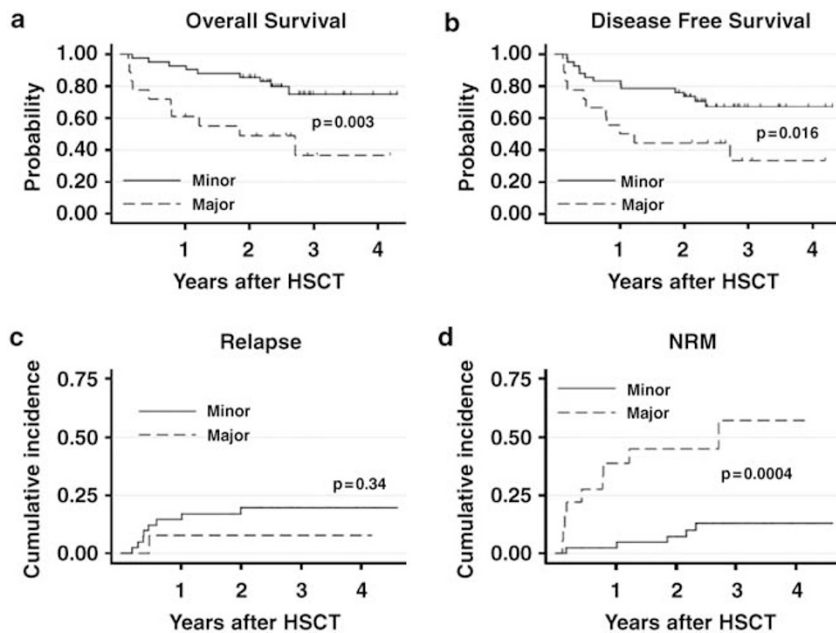 a Overall Survival
Probability
1.00
0.80
0.60
0.40
0.20
0.00
p=0.003
Minor
Major
1 2 3 4
Years after HSCT
b Disease Free Survival
Probability
1.00
0.80
0.60
0.40
0.20
0.00
p=0.016
Minor
Major
1 2 3 4
Years after HSCT
c Relapse
Cumulative incidence
0.75
0.50
0.25
0.00
Minor
Major
p=0.34
1 2 3 4
Years after HSCT
d NRM
Cumulative incidence
0.75
0.50
0.25
0.00
Minor
Major
p=0.0004
1 2 3 4
Years after HSCT